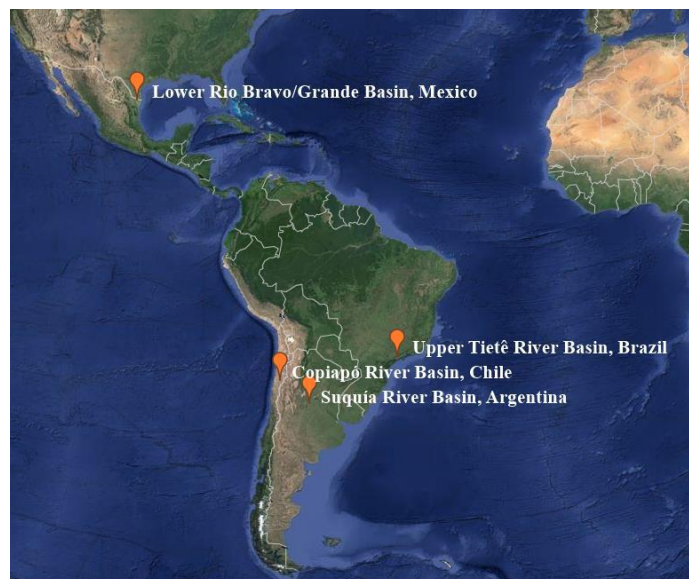 Lower Rio Bravo/Grande Basin, Mexico
Upper Tietê River Basin, Brazil
Copiapó River Basin, Chile
Suquía River Basin, Argentina